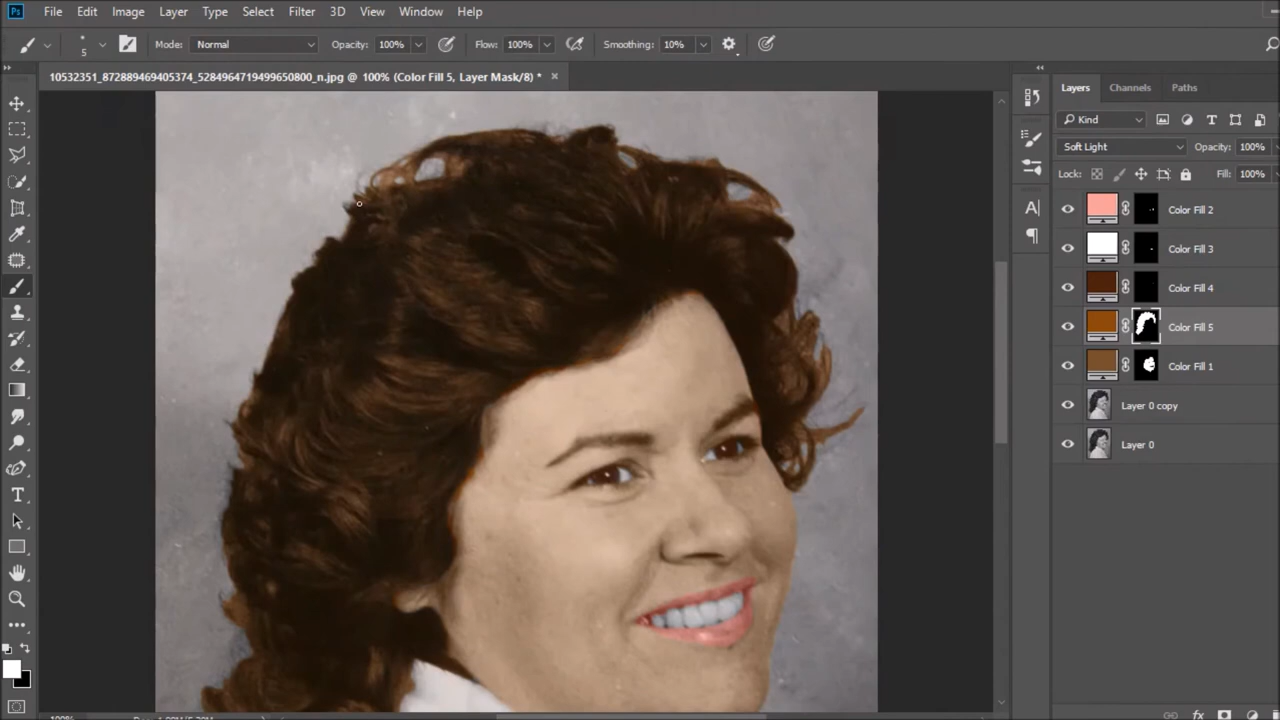 Ps File Edit Image Layer Type Select Filter 3D View Window Help
5 Mode: Normal Opacity: 100% Flow: 100% Smoothing: 10%
10532351_872889469405374_5284964719499650800_n.jpg @ 100% (Color Fill 5, Layer Mask/8) *
Layers Channels Paths
Kind
Soft Light Opacity: 100%
Lock: Fill: 100%
Color Fill 2
Color Fill 3
Color Fill 4
Color Fill 5
Color Fill 1
Layer 0 copy
Layer 0